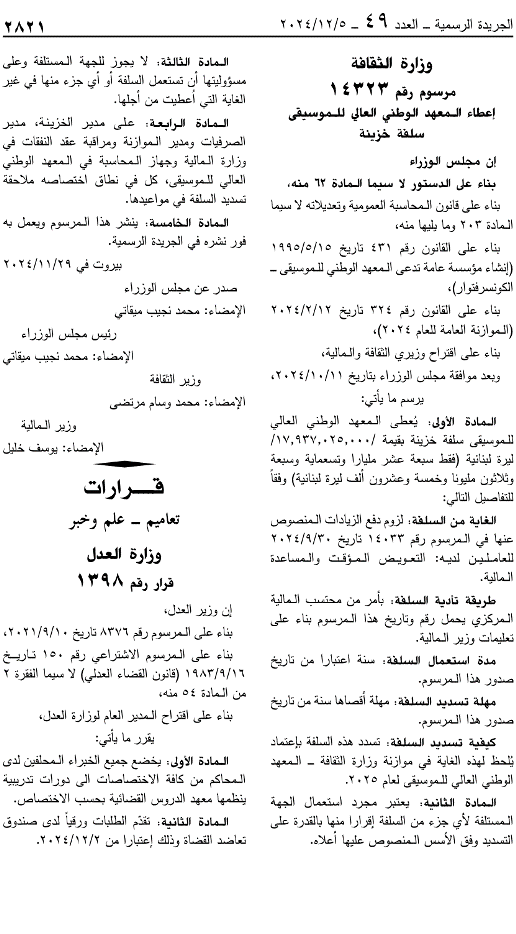 الجريدة الرسمية ــ العدد ٤٩ ــ ٢٠٢٤/١٢/٥
٢٨٢١
وزارة الثقافة
مرسوم رقم ١٤٣٢٣
إعطاء المعهد الوطني العالي للموسيقى
سلفة خزينة
إن مجلس الوزراء
بناء على الدستور لا سيما المادة ٦٢ منه،
بناء على قانون المحاسبة العمومية وتعديلاته لا سيما
المادة ٢٠٣ وما يليها منه،
بناء على القانون رقم ٤٣١ تاريخ ١٩٩٥/٥/١٥
(إنشاء مؤسسة عامة تدعى المعهد الوطني للموسيقى ــ
الكونسرفتوار)،
بناء على القانون رقم ٣٢٤ تاريخ ٢٠٢٤/٢/١٢
(الموازنة العامة للعام ٢٠٢٤)،
بناء على اقتراح وزيري الثقافة والمالية،
وبعد موافقة مجلس الوزراء بتاريخ ٢٠٢٤/١٠/١١،
يرسم ما يأتي:
المادة الأولى: يُعطى المعهد الوطني العالي
للموسيقى سلفة خزينة بقيمة /١٧,٩٣٧,٠٢٥,٠٠٠/
ليرة لبنانية (فقط سبعة عشر مليارا وتسعماية وسبعة
وثلاثون مليونا وخمسة وعشرون ألف ليرة لبنانية) وفقاً
للتفاصيل التالي:
الغاية من السلفة: لزوم دفع الزيادات المنصوص
عنها في المرسوم رقم ١٤٠٣٣ تاريخ ٢٠٢٤/٩/٣٠
للعاملين لديه: التعويض المؤقت والمساعدة
المالية.
طريقة تأدية السلفة: بأمر من محتسب المالية
المركزي يحمل رقم وتاريخ هذا المرسوم بناء على
تعليمات وزير المالية.
مدة استعمال السلفة: سنة اعتبارا من تاريخ
صدور هذا المرسوم.
مهلة تسديد السلفة: مهلة أقصاها سنة من تاريخ
صدور هذا المرسوم.
كيفية تسديد السلفة: تسدد هذه السلفة بإعتماد
يُلحظ لهذه الغاية في موازنة وزارة الثقافة ــ المعهد
الوطني العالي للموسيقى لعام ٢٠٢٥.
المادة الثانية: يعتبر مجرد استعمال الجهة
المستلفة لأي جزء من السلفة إقرارا منها بالقدرة على
التسديد وفق الأسس المنصوص عليها أعلاه.
المادة الثالثة: لا يجوز للجهة المستلفة وعلى
مسؤوليتها أن تستعمل السلفة أو أي جزء منها في غير
الغاية التي أعطيت من أجلها.
المادة الرابعة: على مدير الخزينة، مدير
الصرفيات ومدير الموازنة ومراقبة عقد النفقات في
وزارة المالية وجهاز المحاسبة في المعهد الوطني
العالي للموسيقى، كل في نطاق اختصاصه ملاحقة
تسديد السلفة في مواعيدها.
المادة الخامسة: ينشر هذا المرسوم ويعمل به
فور نشره في الجريدة الرسمية.
بيروت في ٢٠٢٤/١١/٢٩
صدر عن مجلس الوزراء
الإمضاء: محمد نجيب ميقاتي
رئيس مجلس الوزراء
الإمضاء: محمد نجيب ميقاتي
وزير الثقافة
الإمضاء: محمد وسام مرتضى
وزير المالية
الإمضاء: يوسف خليل
قـــرارات
تعاميم ــ علم وخبر
وزارة العدل
قرار رقم ١٣٩٨
إن وزير العدل،
بناء على المرسوم رقم ٨٣٧٦ تاريخ ٢٠٢١/٩/١٠،
بناء على المرسوم الاشتراعي رقم ١٥٠ تاريخ
١٩٨٣/٩/١٦ (قانون القضاء العدلي) لا سيما الفقرة ٢
من المادة ٥٤ منه،
بناء على اقتراح المدير العام لوزارة العدل،
يقرر ما يأتي:
المادة الأولى: يخضع جميع الخبراء المحلفين لدى
المحاكم من كافة الاختصاصات الى دورات تدريبية
ينظمها معهد الدروس القضائية بحسب الاختصاص.
المادة الثانية: تقدّم الطلبات ورقياً لدى صندوق
تعاضد القضاة وذلك إعتبارا من ٢٠٢٤/١٢/٢.